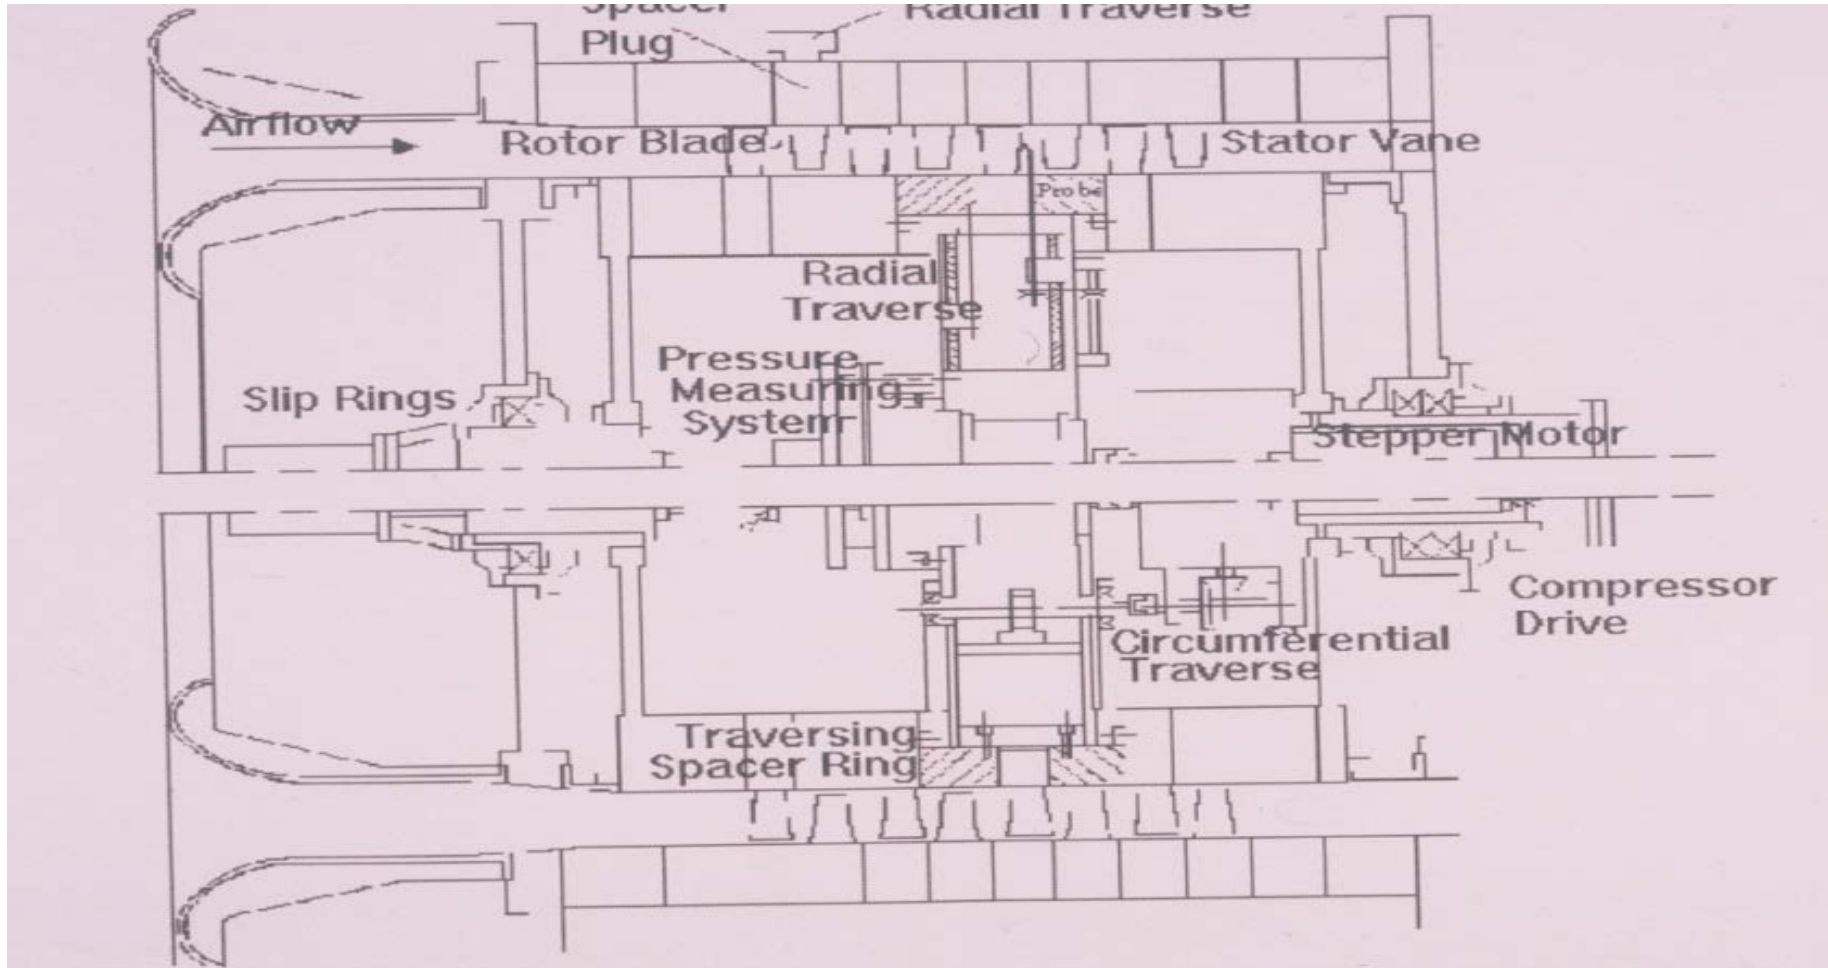 Spacer
Plug
Radial Traverse
Airflow
Rotor Blade
Stator Vane
Probe
Radial
Traverse
Pressure
Measuring
System
Slip Rings
Stepper Motor
Compressor
Drive
Circumferential
Traverse
Traversing
Spacer Ring